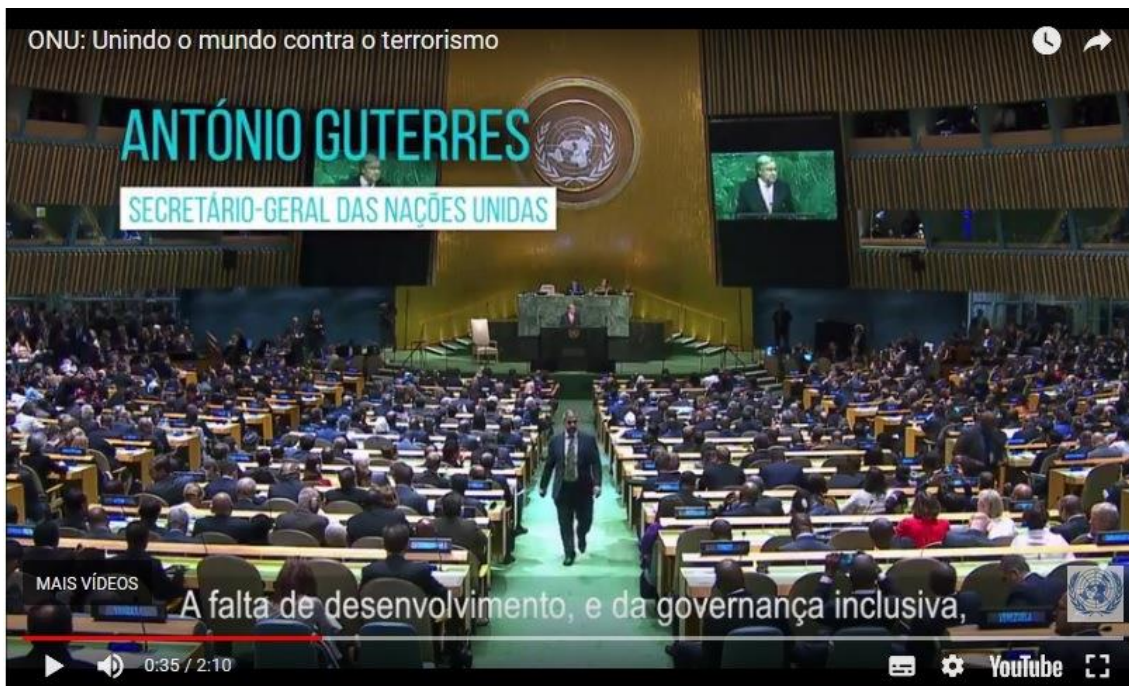 ONU: Unindo o mundo contra o terrorismo
ANTÓNIO GUTERRES
SECRETÁRIO-GERAL DAS NAÇÕES UNIDAS
MAIS VÍDEOS
A falta de desenvolvimento, e da governança inclusiva,
VENEZUELA
0:35 / 2:10
YouTube